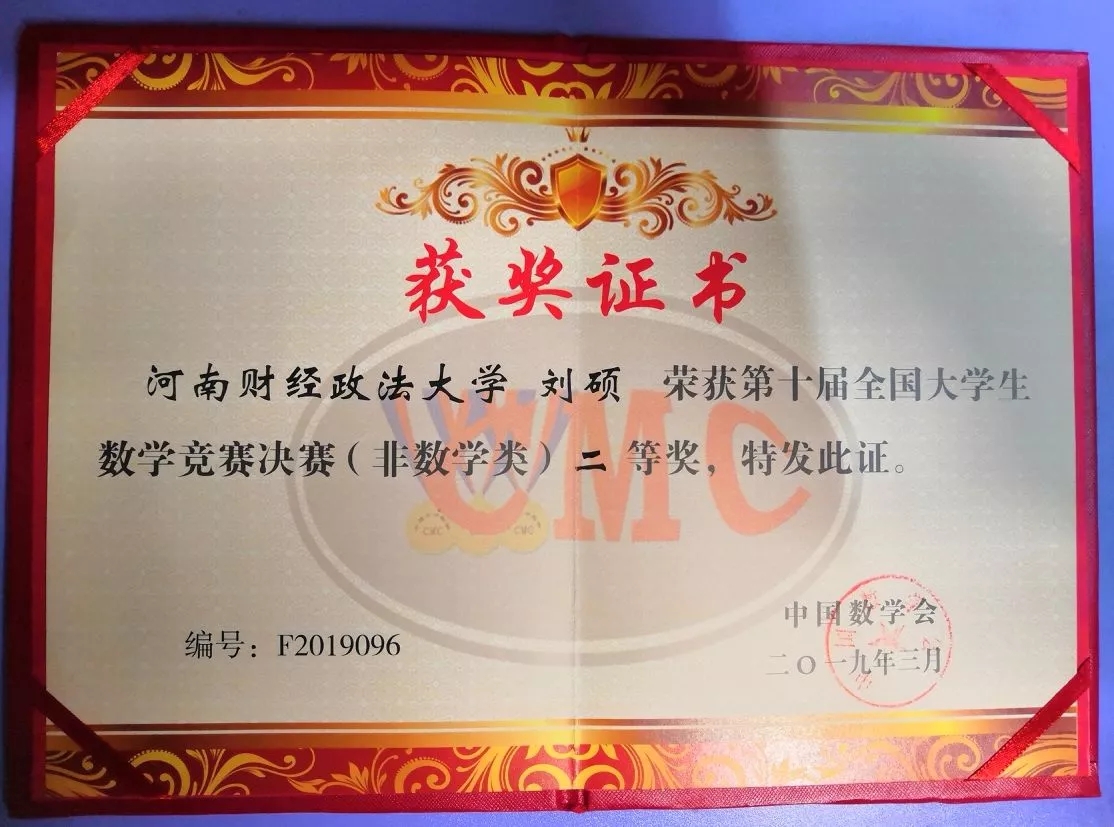 获奖证书
河南财经政法大学 刘硕 荣获第十届全国大学生
数学竞赛决赛（非数学类）二等奖，特发此证。
CMC
CMC CMC
中国数学会
编号：F2019096
二〇一九年三月